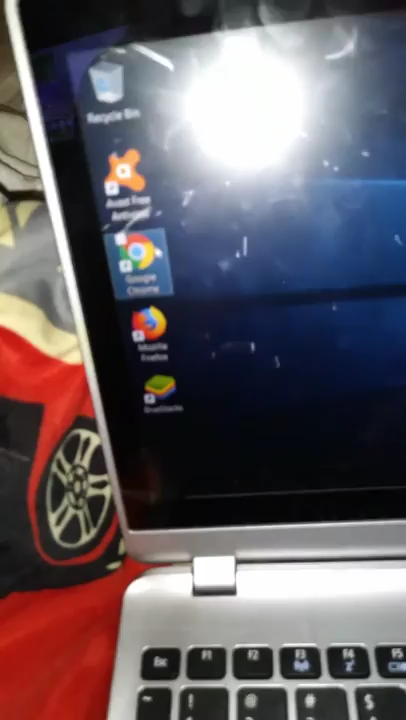 Recycle Bin
Avast Free
Antivirus
Google
Chrome
Mozilla
Firefox
BlueStacks
Esc
F1
F2
F3
F4
F5
~
!
@
#
$